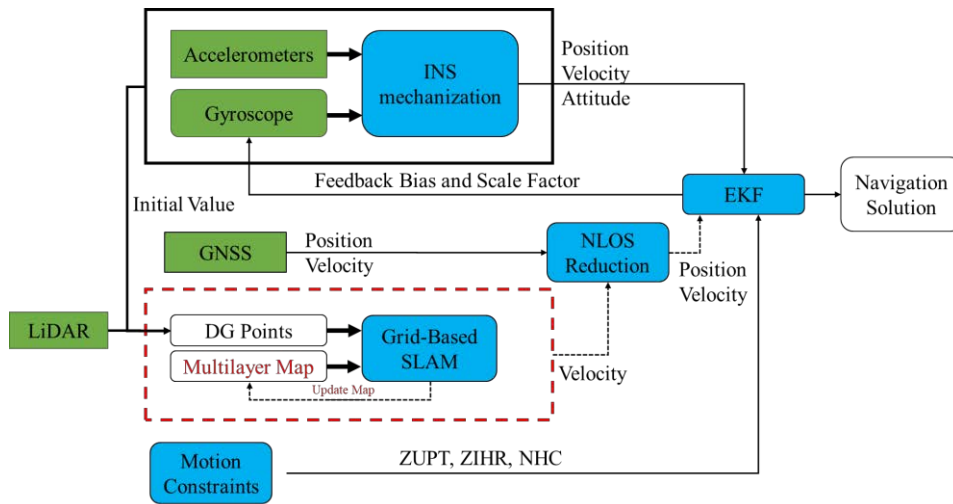 Accelerometers
Gyroscope
INS
mechanization
Position
Velocity
Attitude
Feedback Bias and Scale Factor
EKF
Navigation
Solution
Initial Value
GNSS
Position
Velocity
NLOS
Reduction
Position
Velocity
LiDAR
DG Points
Multilayer Map
Grid-Based
SLAM
Update Map
Velocity
Motion
Constraints
ZUPT, ZIHR, NHC